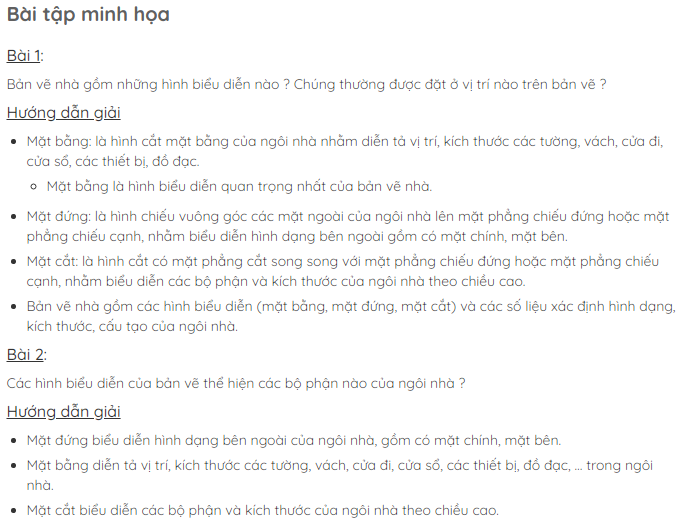 Bài tập minh họa
Bài 1:
Bản vẽ nhà gồm những hình biểu diễn nào ? Chúng thường được đặt ở vị trí nào trên bản vẽ ?
Hướng dẫn giải
Mặt bằng: là hình cắt mặt bằng của ngôi nhà nhằm diễn tả vị trí, kích thước các tường, vách, cửa đi,
cửa sổ, các thiết bị, đồ đạc.
Mặt bằng là hình biểu diễn quan trọng nhất của bản vẽ nhà.
Mặt đứng: là hình chiếu vuông góc các mặt ngoài của ngôi nhà lên mặt phẳng chiếu đứng hoặc mặt
phẳng chiếu cạnh, nhằm biểu diễn hình dạng bên ngoài gồm có mặt chính, mặt bên.
Mặt cắt: là hình cắt có mặt phẳng cắt song song với mặt phẳng chiếu đứng hoặc mặt phẳng chiếu
cạnh, nhằm biểu diễn các bộ phận và kích thước của ngôi nhà theo chiều cao.
Bản vẽ nhà gồm các hình biểu diễn (mặt bằng, mặt đứng, mặt cắt) và các số liệu xác định hình dạng,
kích thước, cấu tạo của ngôi nhà.
Bài 2:
Các hình biểu diễn của bản vẽ thể hiện các bộ phận nào của ngôi nhà ?
Hướng dẫn giải
Mặt đứng biểu diễn hình dạng bên ngoài của ngôi nhà, gồm có mặt chính, mặt bên.
Mặt bằng diễn tả vị trí, kích thước các tường, vách, cửa đi, cửa sổ, các thiết bị, đồ đạc, ... trong ngôi
nhà.
Mặt cắt biểu diễn các bộ phận và kích thước của ngôi nhà theo chiều cao.